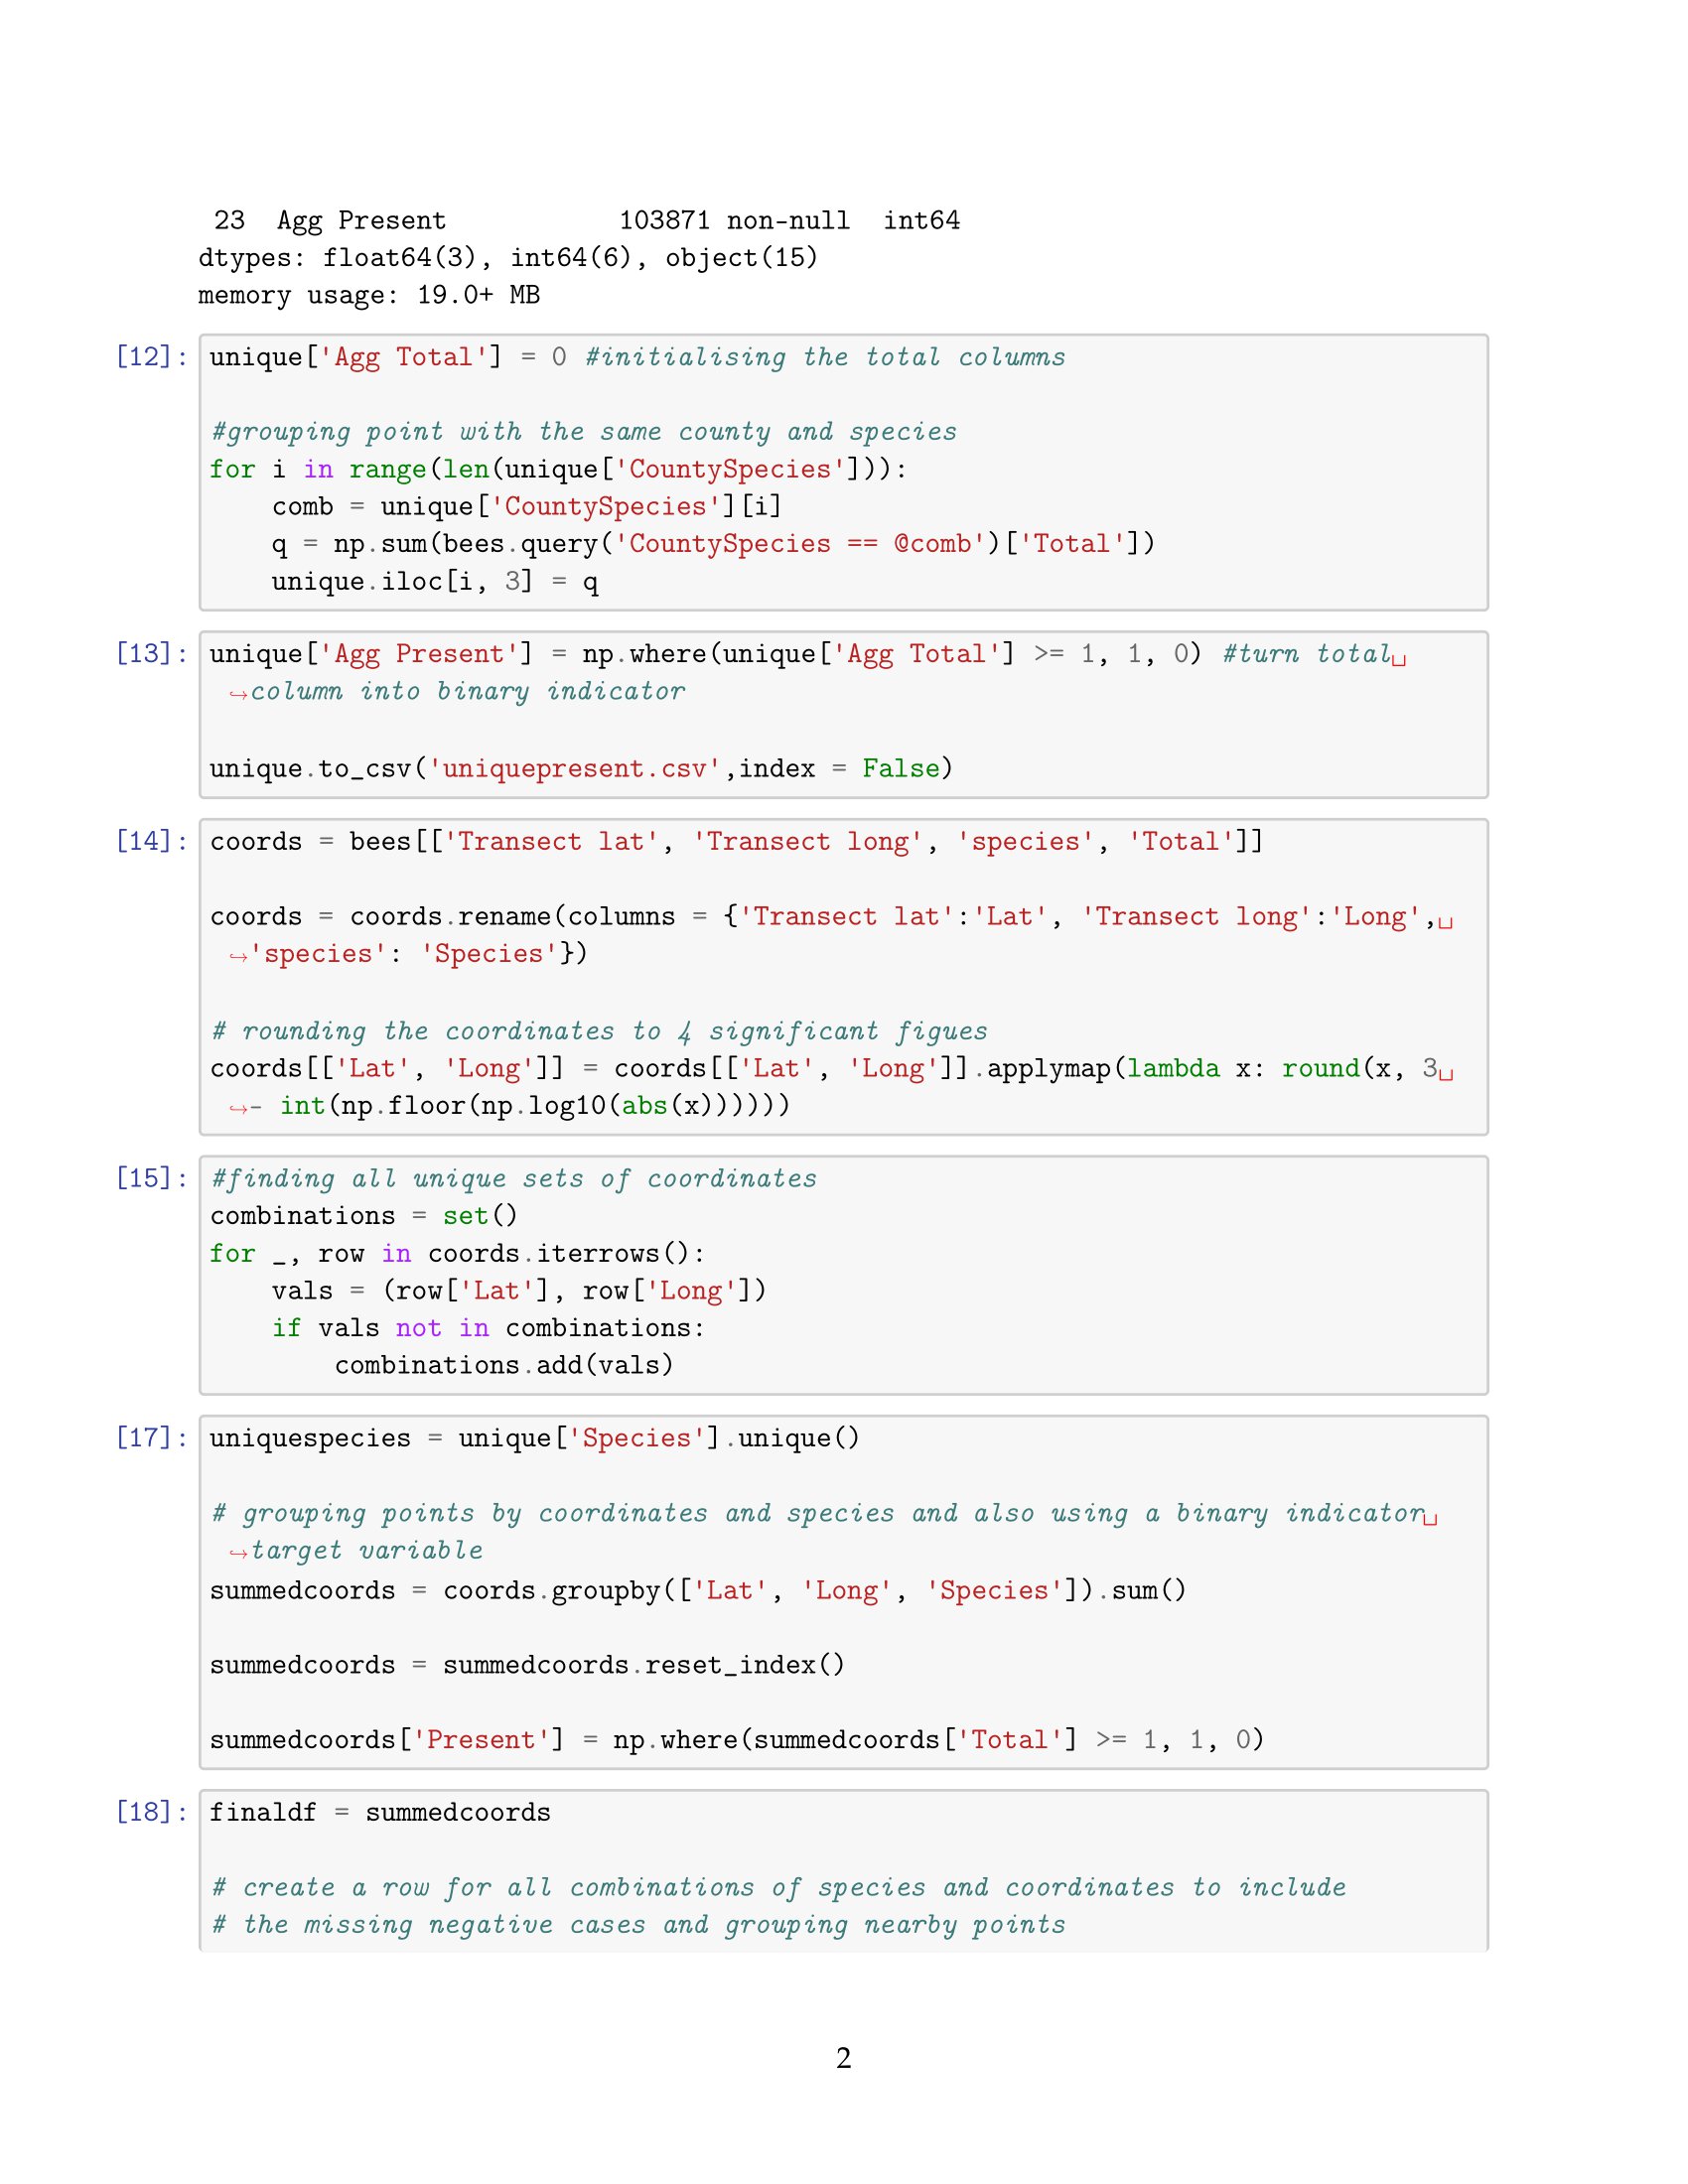 23  Agg Present           103871 non-null  int64
dtypes: float64(3), int64(6), object(15)
memory usage: 19.0+ MB
[12]: unique['Agg Total'] = 0 #initialising the total columns
#grouping point with the same county and species
for i in range(len(unique['CountySpecies'])):
    comb = unique['CountySpecies'][i]
    q = np.sum(bees.query('CountySpecies == @comb')['Total'])
    unique.iloc[i, 3] = q
[13]: unique['Agg Present'] = np.where(unique['Agg Total'] >= 1, 1, 0) #turn total␣
↪column into binary indicator
unique.to_csv('uniquepresent.csv',index = False)
[14]: coords = bees[['Transect lat', 'Transect long', 'species', 'Total']]
coords = coords.rename(columns = {'Transect lat':'Lat', 'Transect long':'Long',␣
↪'species': 'Species'})
# rounding the coordinates to 4 significant figues
coords[['Lat', 'Long']] = coords[['Lat', 'Long']].applymap(lambda x: round(x, 3␣
↪- int(np.floor(np.log10(abs(x))))))
[15]: #finding all unique sets of coordinates
combinations = set()
for _, row in coords.iterrows():
    vals = (row['Lat'], row['Long'])
    if vals not in combinations:
        combinations.add(vals)
[17]: uniquespecies = unique['Species'].unique()
# grouping points by coordinates and species and also using a binary indicator␣
↪target variable
summedcoords = coords.groupby(['Lat', 'Long', 'Species']).sum()
summedcoords = summedcoords.reset_index()
summedcoords['Present'] = np.where(summedcoords['Total'] >= 1, 1, 0)
[18]: finaldf = summedcoords
# create a row for all combinations of species and coordinates to include
# the missing negative cases and grouping nearby points
2